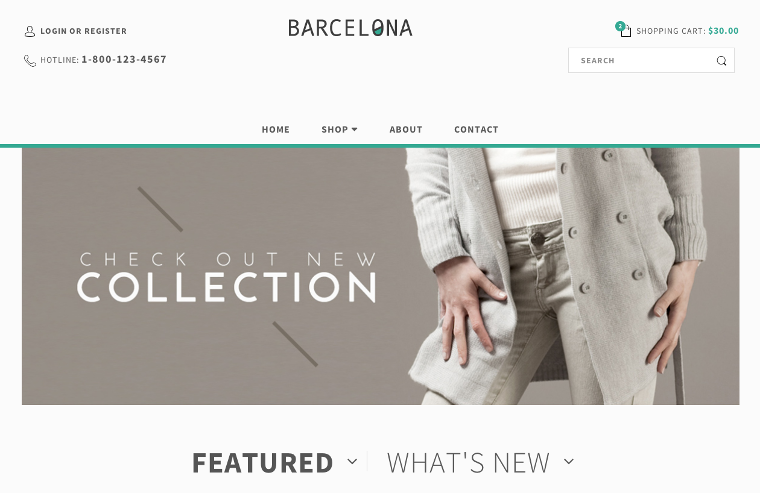 LOGIN OR REGISTER
BARCELONA
2
SHOPPING CART: $30.00
HOTLINE: 1-800-123-4567
SEARCH
HOME SHOP ABOUT CONTACT
CHECK OUT NEW
COLLECTION
FEATURED WHAT'S NEW